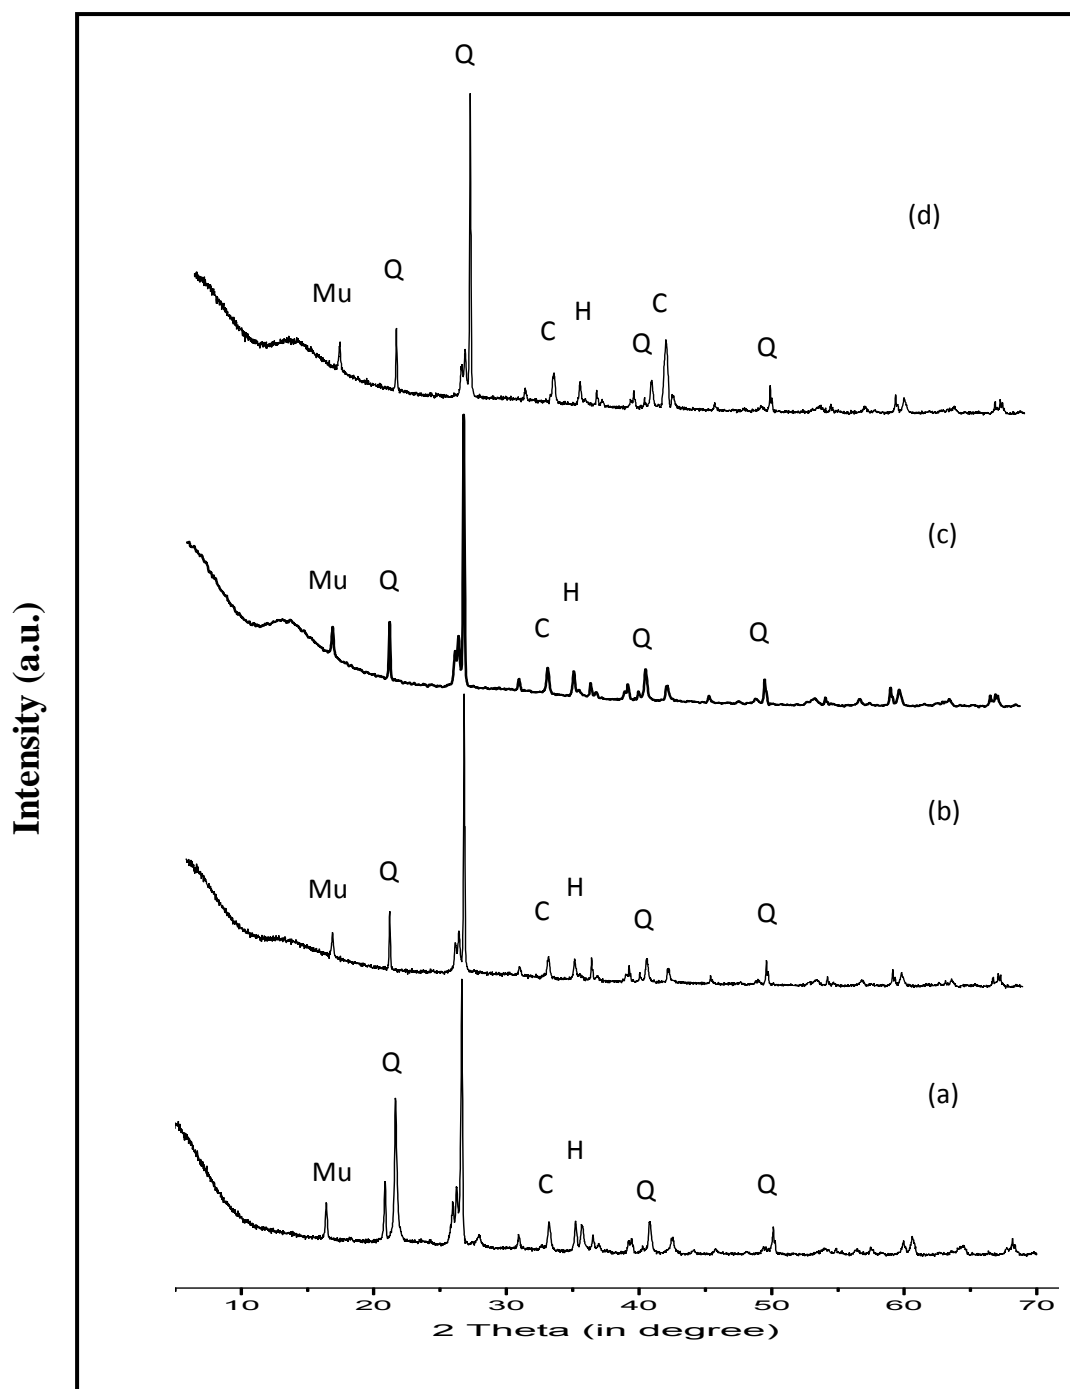 Q
(d)
Q
Mu
C
H
C
Q
Q
(c)
Mu
Q
H
C
Q
Q
Intensity (a.u.)
(b)
Mu
Q
H
C
Q
Q
(a)
Q
Mu
H
C
Q
Q
10 20 30 40 50 60 70
2 Theta (in degree)